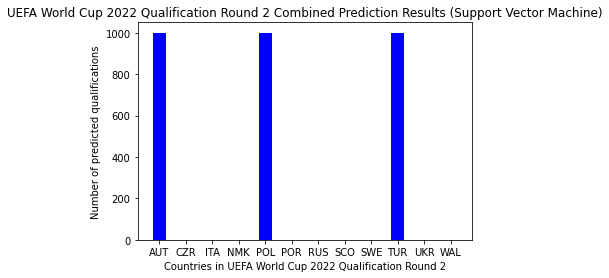 UEFA World Cup 2022 Qualification Round 2 Combined Prediction Results (Support Vector Machine)
Number of predicted qualifications
1000
800
600
400
200
0
AUT CZR ITA NMK POL POR RUS SCO SWE TUR UKR WAL
Countries in UEFA World Cup 2022 Qualification Round 2